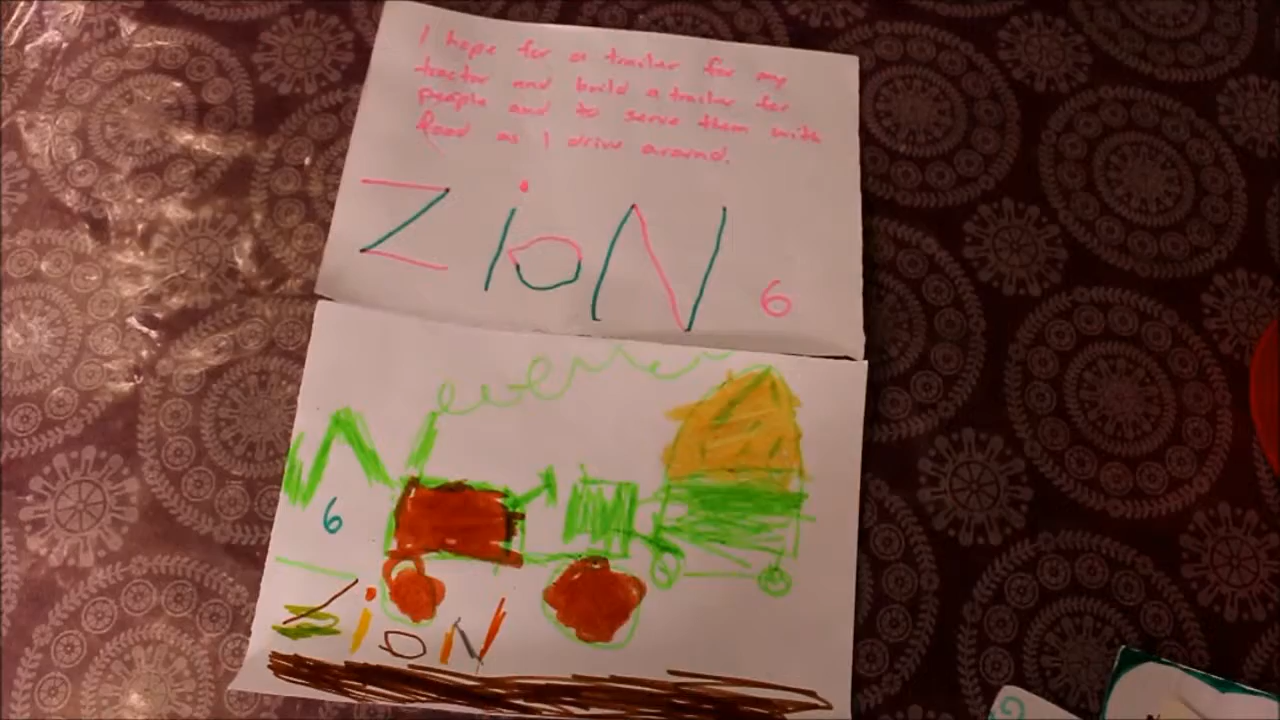 I hope for a trailer for my
tractor and build a trailer for
people and to serve them with
food as I drive around.
ZiON
6
6
ZiON